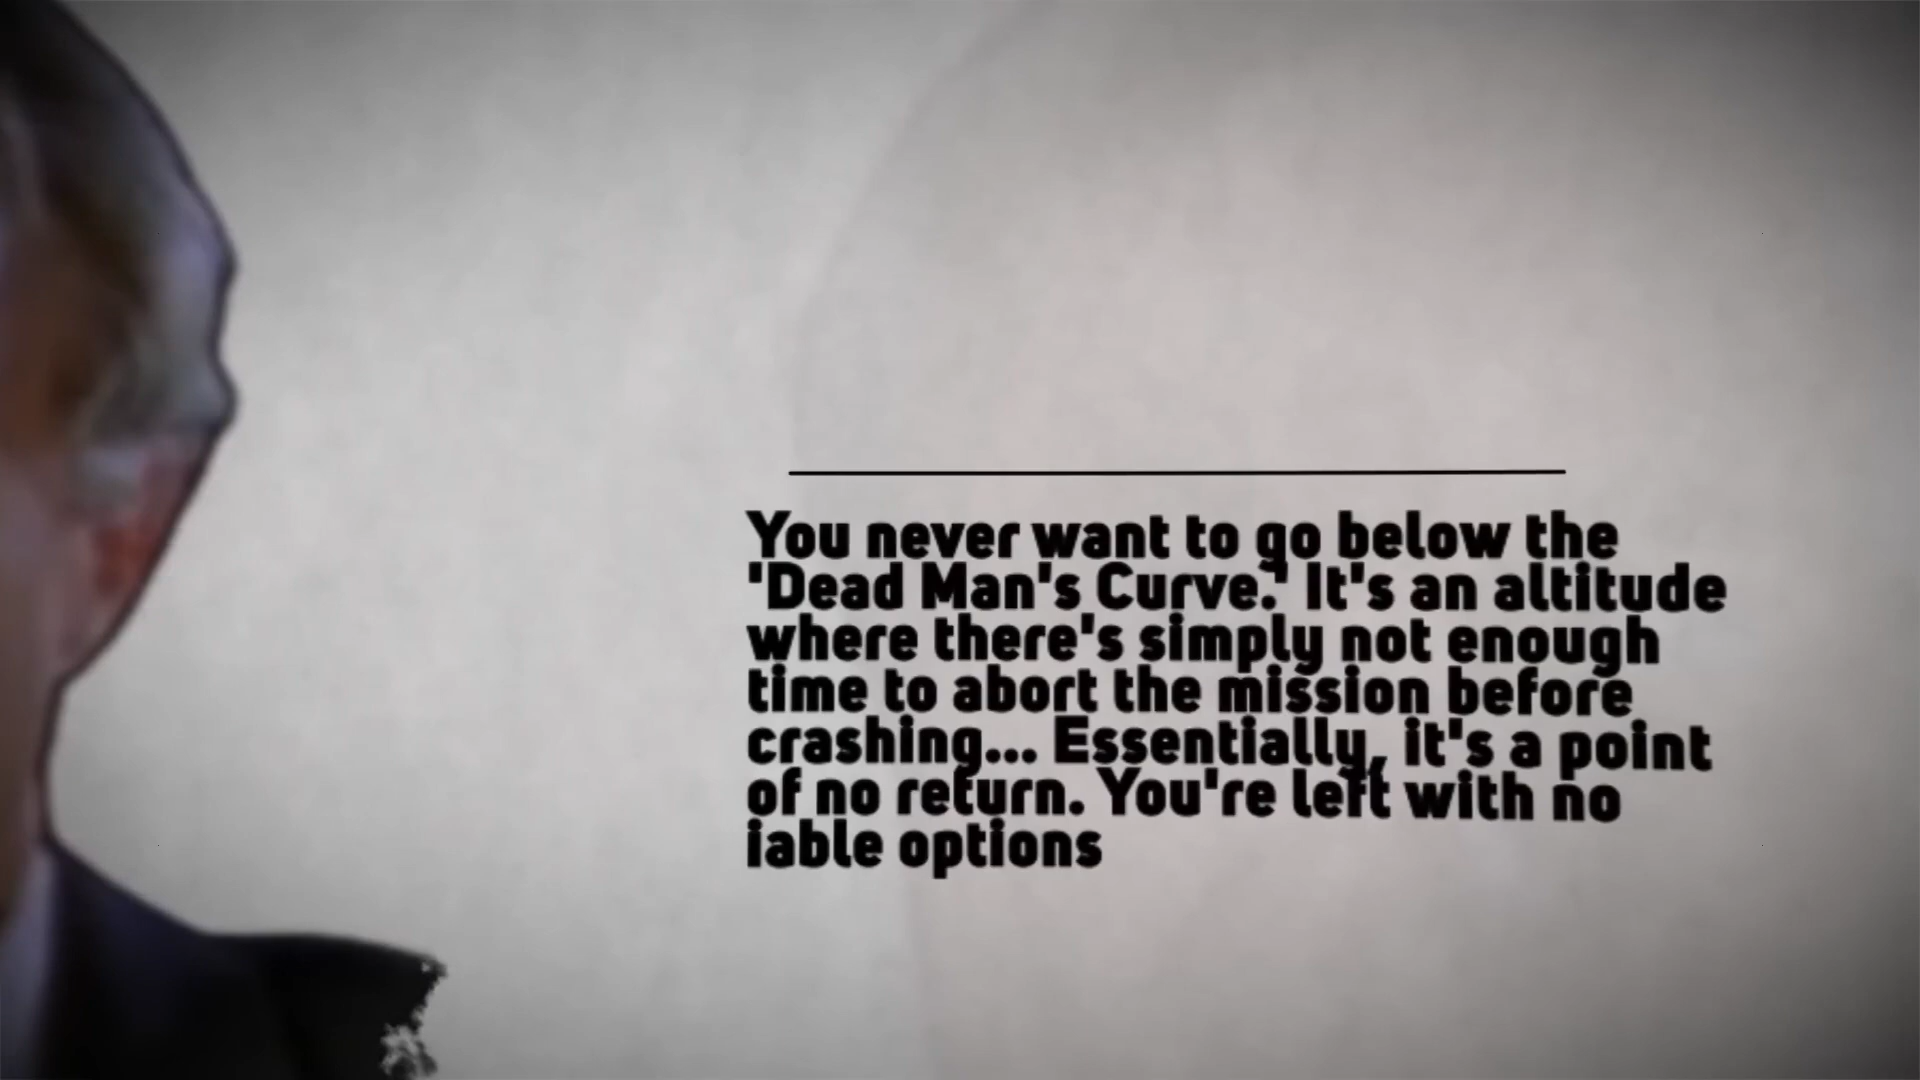 You never want to go below the
'Dead Man's Curve.' It's an altitude
where there's simply not enough
time to abort the mission before
crashing... Essentially, it's a point
of no return. You're left with no
iable options